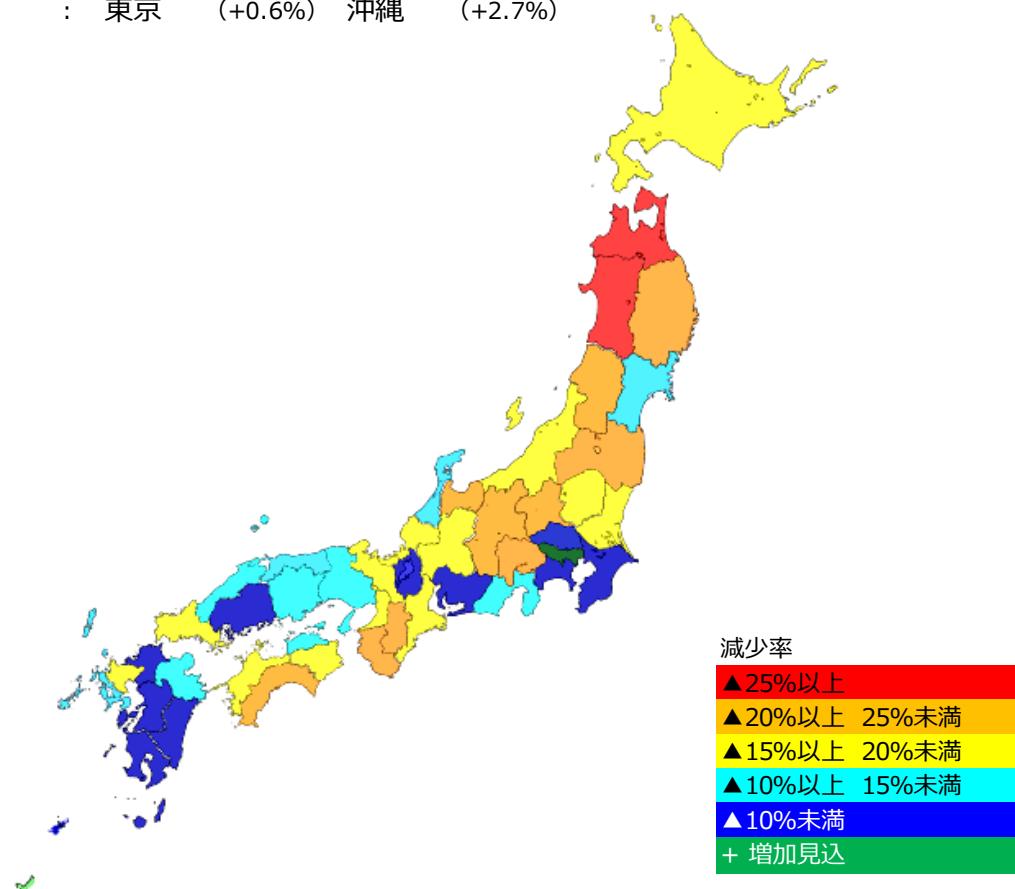 ： 東京 （+0.6%） 沖縄 （+2.7%）
減少率
▲25%以上
▲20%以上 25%未満
▲15%以上 20%未満
▲10%以上 15%未満
▲10%未満
+ 増加見込